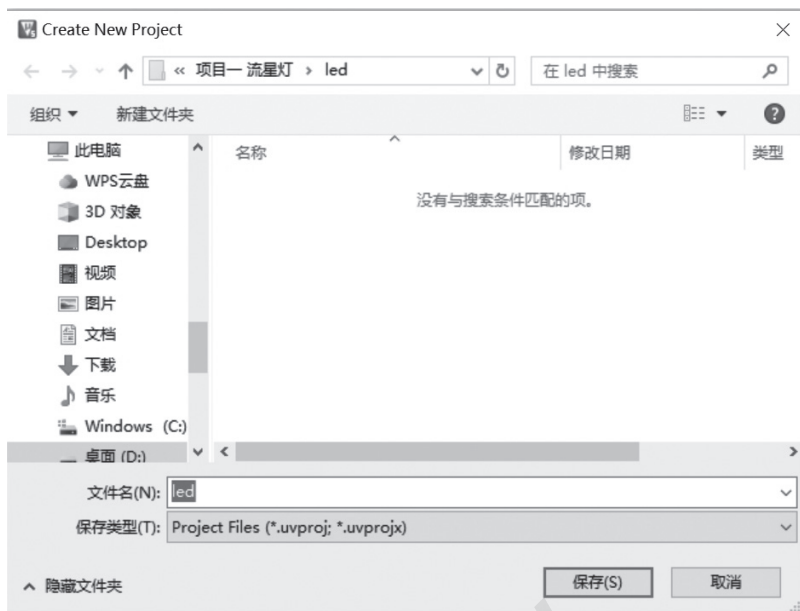 Create New Project
« 项目一 流星灯 › led
在 led 中搜索
组织
新建文件夹
名称
修改日期
类型
没有与搜索条件匹配的项。
此电脑
WPS云盘
3D 对象
Desktop
视频
图片
文档
下载
音乐
Windows (C:)
桌面 (D:)
文件名(N): led
保存类型(T): Project Files (*.uvproj; *.uvprojx)
隐藏文件夹
保存(S)
取消